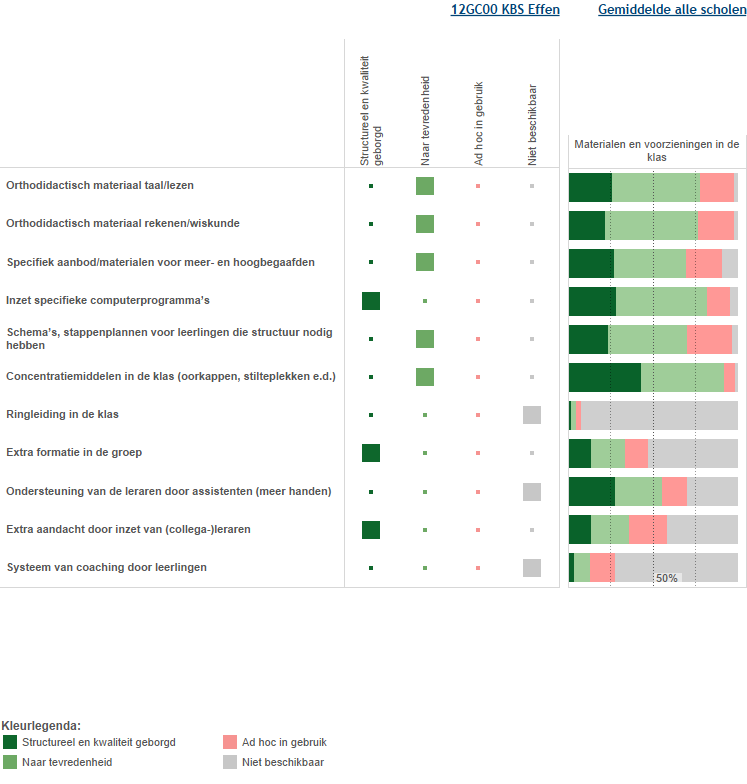 12GC00 KBS Effen
Gemiddelde alle scholen
Structureel en kwaliteit
geborgd
Naar tevredenheid
Ad hoc in gebruik
Niet beschikbaar
Materialen en voorzieningen in de
klas
Orthodidactisch materiaal taal/lezen
Orthodidactisch materiaal rekenen/wiskunde
Specifiek aanbod/materialen voor meer- en hoogbegaafden
Inzet specifieke computerprogramma's
Schema's, stappenplannen voor leerlingen die structuur nodig
hebben
Concentratiemiddelen in de klas (oorkappen, stilteplekken e.d.)
Ringleiding in de klas
Extra formatie in de groep
Ondersteuning van de leraren door assistenten (meer handen)
Extra aandacht door inzet van (collega-)leraren
Systeem van coaching door leerlingen
50%
Kleurlegenda:
Structureel en kwaliteit geborgd
Ad hoc in gebruik
Naar tevredenheid
Niet beschikbaar